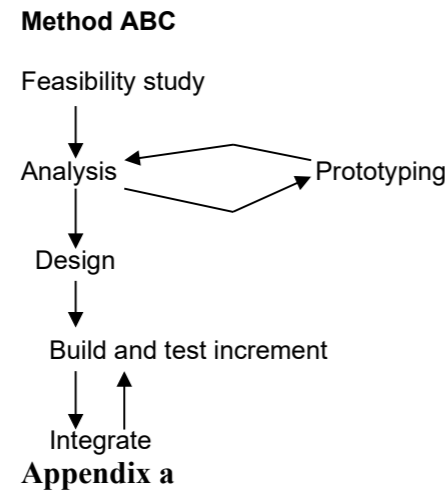 Method ABC
Feasibility study
Analysis
Prototyping
Design
Build and test increment
Integrate
Appendix a